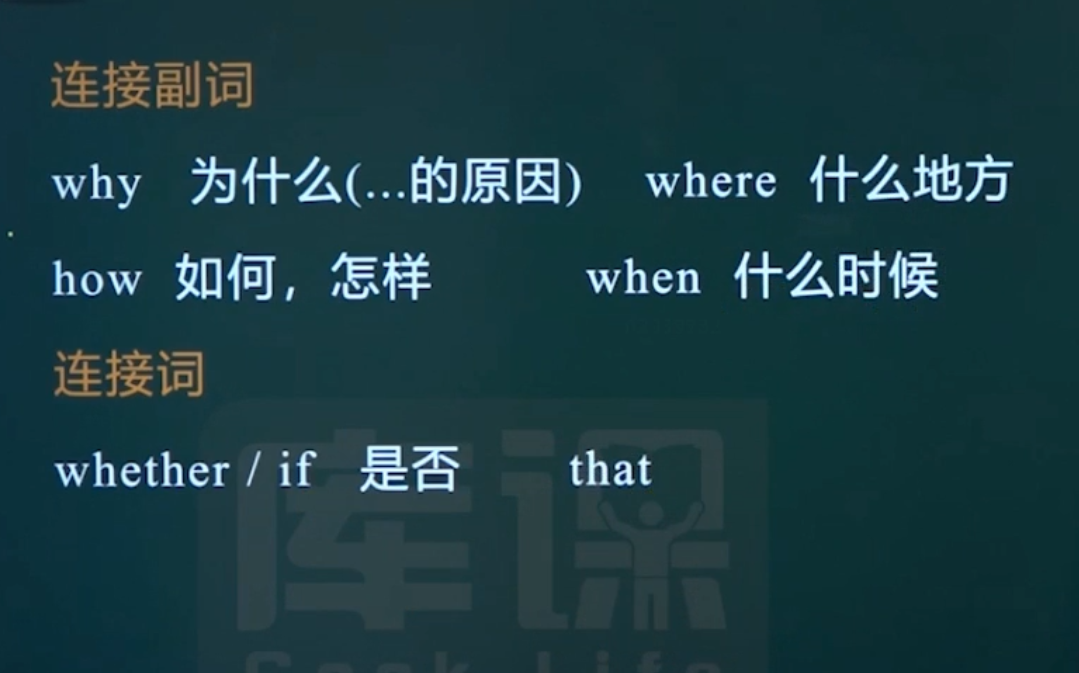 连接副词
why 为什么(...的原因) where 什么地方
how 如何，怎样 when 什么时候
连接词
whether / if 是否 that
库课